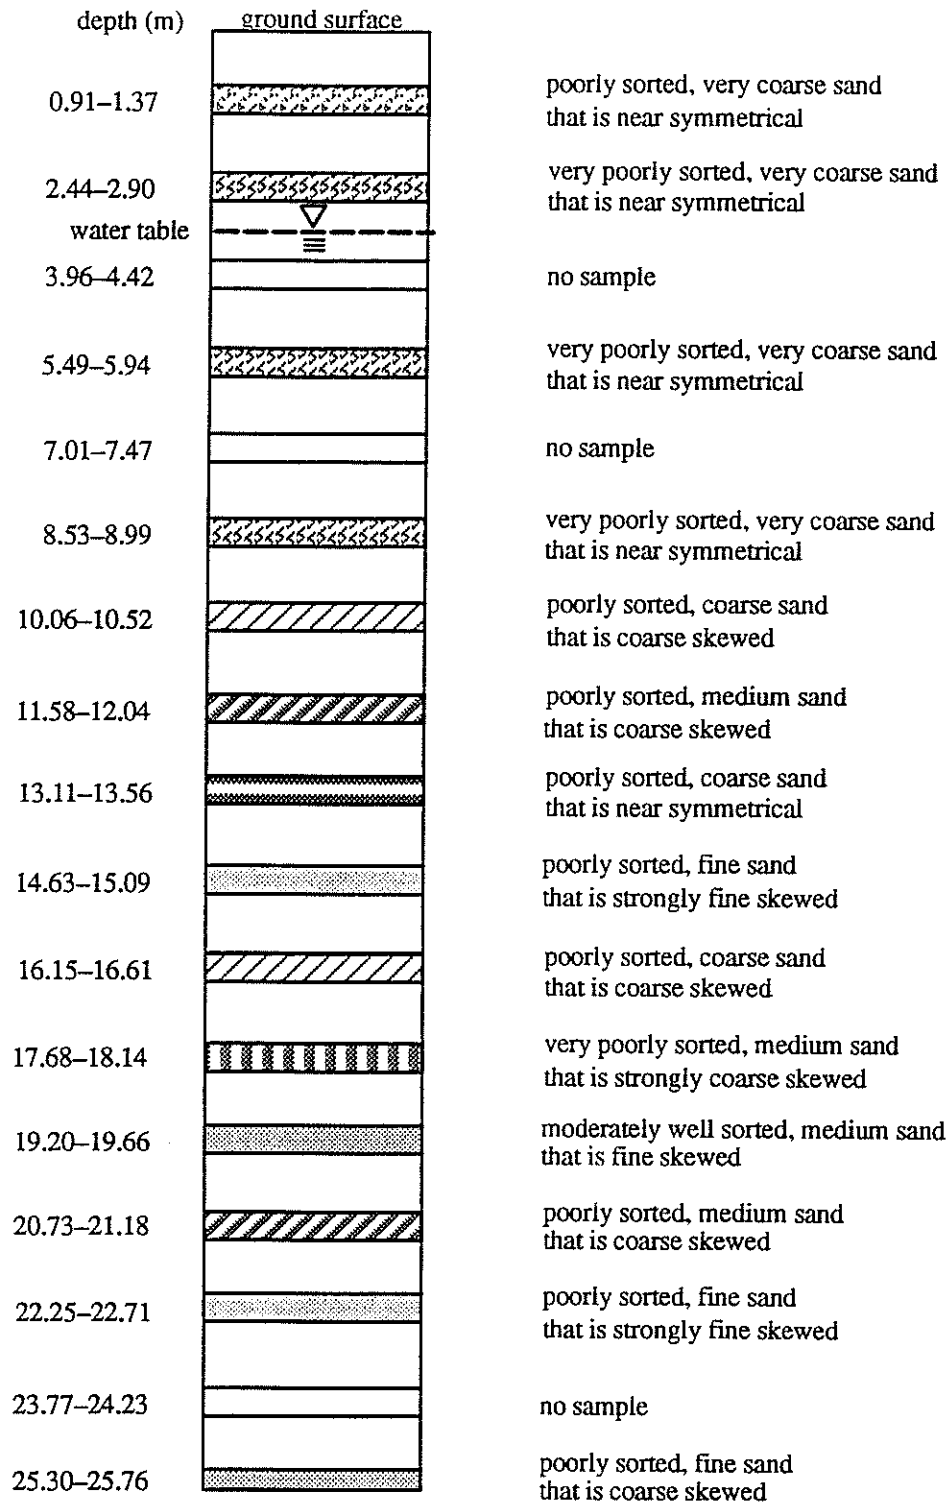 depth (m) ground surface
0.91–1.37 poorly sorted, very coarse sand
that is near symmetrical
2.44–2.90 very poorly sorted, very coarse sand
that is near symmetrical
water table
3.96–4.42 no sample
5.49–5.94 very poorly sorted, very coarse sand
that is near symmetrical
7.01–7.47 no sample
8.53–8.99 very poorly sorted, very coarse sand
that is near symmetrical
10.06–10.52 poorly sorted, coarse sand
that is coarse skewed
11.58–12.04 poorly sorted, medium sand
that is coarse skewed
13.11–13.56 poorly sorted, coarse sand
that is near symmetrical
14.63–15.09 poorly sorted, fine sand
that is strongly fine skewed
16.15–16.61 poorly sorted, coarse sand
that is coarse skewed
17.68–18.14 very poorly sorted, medium sand
that is strongly coarse skewed
19.20–19.66 moderately well sorted, medium sand
that is fine skewed
20.73–21.18 poorly sorted, medium sand
that is coarse skewed
22.25–22.71 poorly sorted, fine sand
that is strongly fine skewed
23.77–24.23 no sample
25.30–25.76 poorly sorted, fine sand
that is coarse skewed